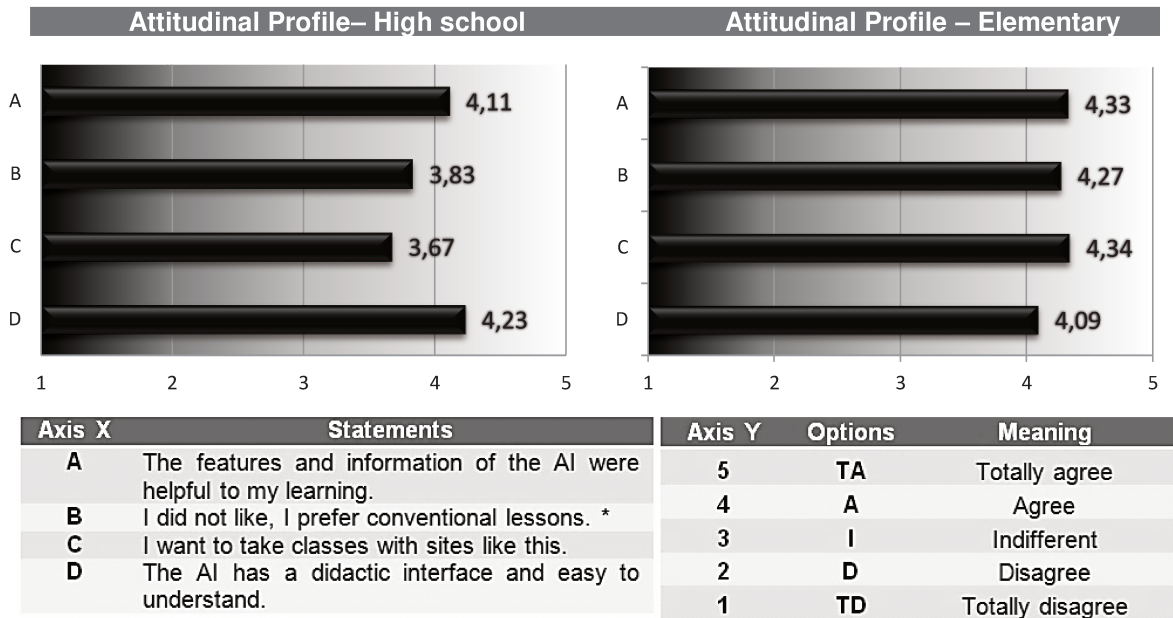 Attitudinal Profile– High school
A 4,11
B 3,83
C 3,67
D 4,23
1 2 3 4 5
Attitudinal Profile – Elementary
A 4,33
B 4,27
C 4,34
D 4,09
1 2 3 4 5
Axis X Statements
A The features and information of the AI were
helpful to my learning.
B I did not like, I prefer conventional lessons. *
C I want to take classes with sites like this.
D The AI has a didactic interface and easy to
understand.
Axis Y Options Meaning
5 TA Totally agree
4 A Agree
3 I Indifferent
2 D Disagree
1 TD Totally disagree